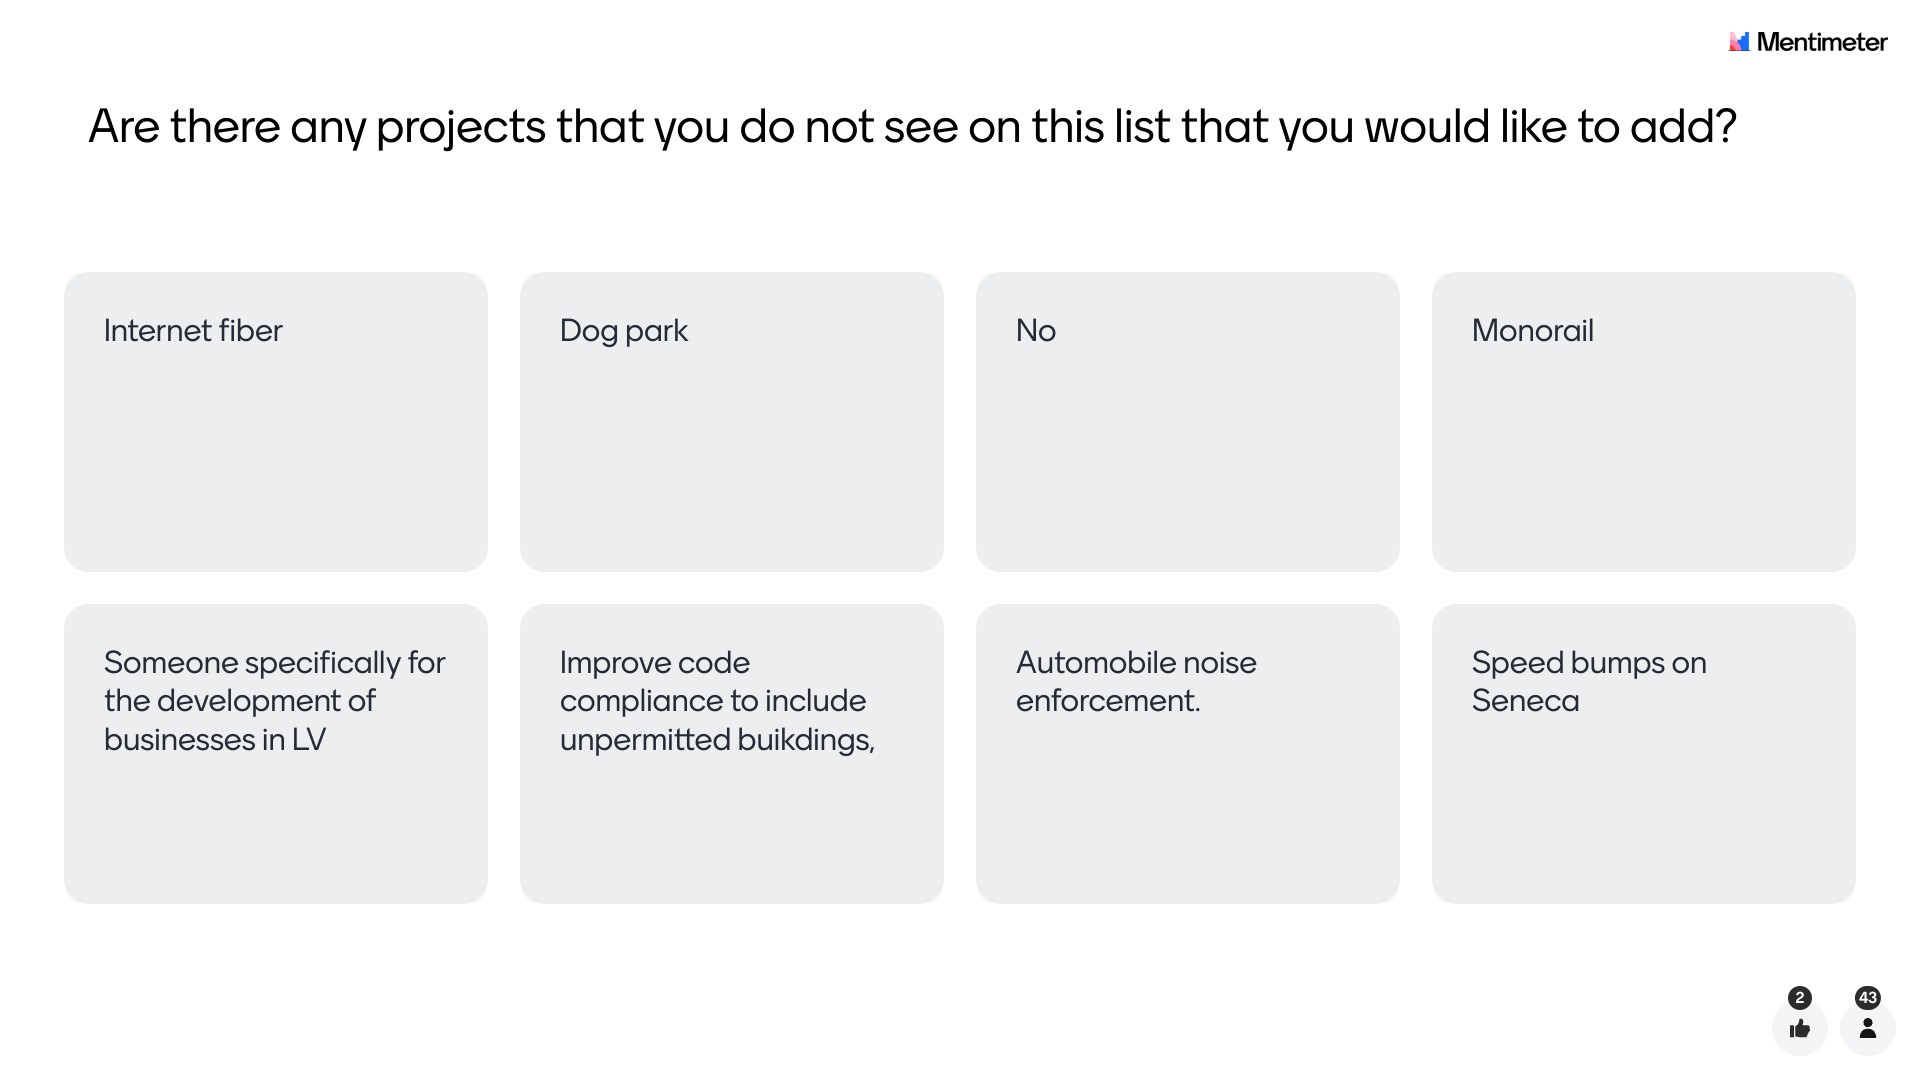 Mentimeter
Are there any projects that you do not see on this list that you would like to add?
Internet fiber
Dog park
No
Monorail
Someone specifically for
the development of
businesses in LV
Improve code
compliance to include
unpermitted buikdings,
Automobile noise
enforcement.
Speed bumps on
Seneca
2
43